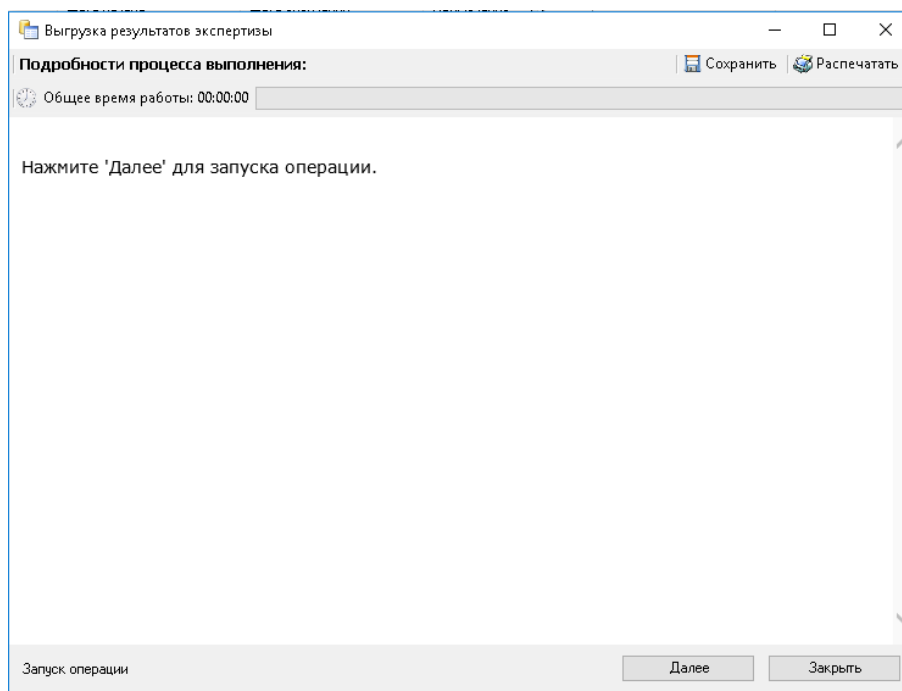 Выгрузка результатов экспертизы
Подробности процесса выполнения: Сохранить Распечатать
Общее время работы: 00:00:00
Нажмите 'Далее' для запуска операции.
Запуск операции Далее Закрыть